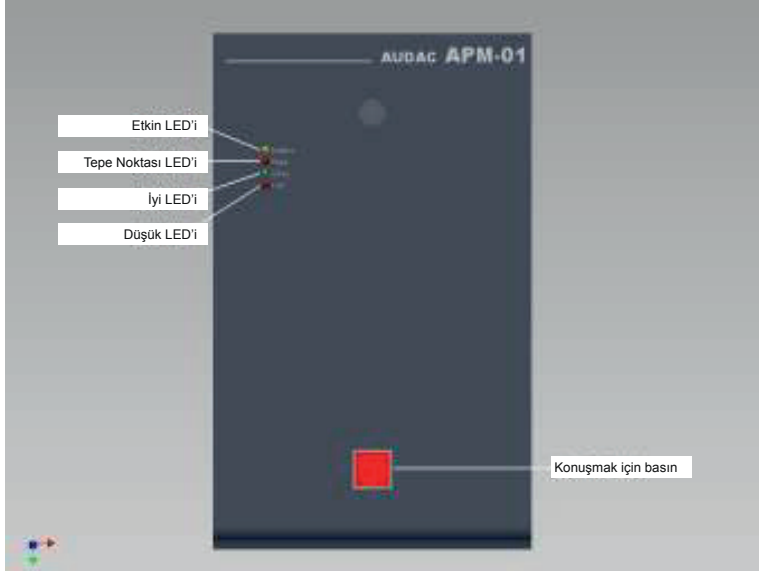 AUDAC APM-01
Etkin LED’i
Tepe Noktası LED’i
İyi LED’i
Düşük LED’i
Konuşmak için basın